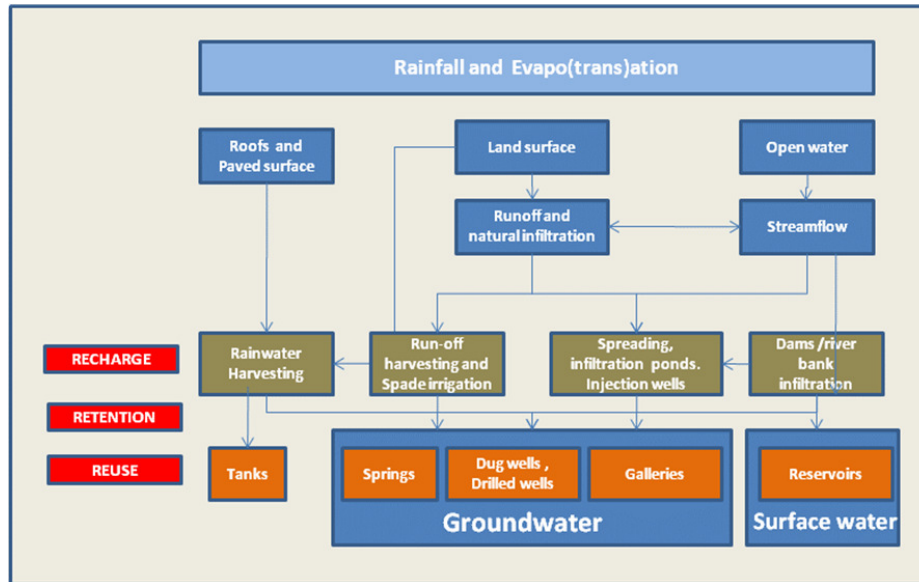 Rainfall and Evapo(trans)ation
Roofs and
Paved surface
Land surface
Open water
Runoff and
natural infiltration
Streamflow
RECHARGE
Rainwater
Harvesting
Run-off
harvesting and
Spade irrigation
Spreading,
infiltration ponds.
Injection wells
Dams /river
bank
infiltration
RETENTION
REUSE
Tanks
Springs
Dug wells ,
Drilled wells
Galleries
Reservoirs
Groundwater
Surface water